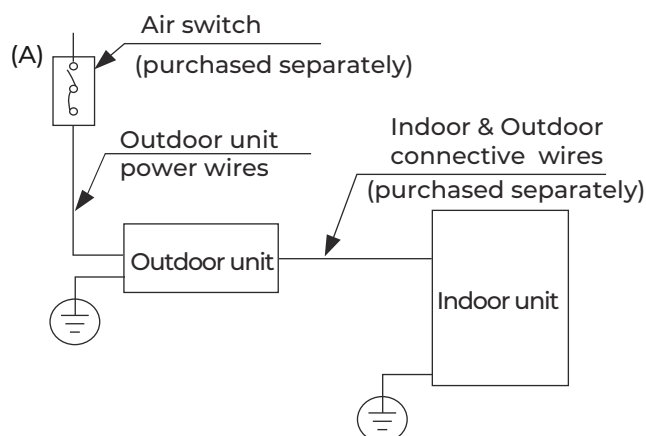 Air switch
(A)
(purchased separately)
Outdoor unit
power wires
Indoor & Outdoor
connective wires
(purchased separately)
Outdoor unit
Indoor unit